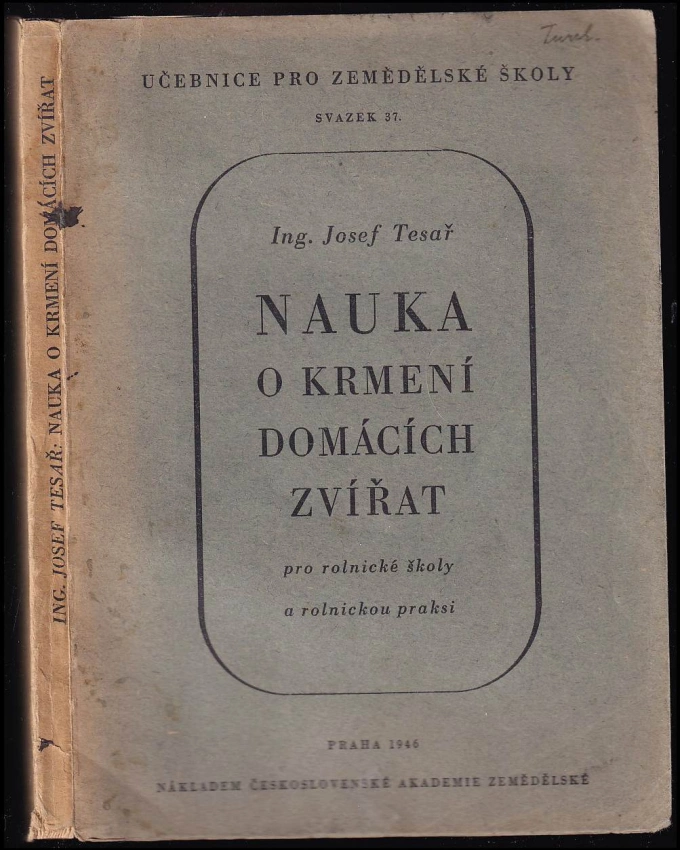 UČEBNICE PRO ZEMĚDĚLSKÉ ŠKOLY
SVAZEK 37.
Ing. Josef Tesař
NAUKA
O KRMENÍ
DOMÁCÍCH
ZVÍŘAT
pro rolnické školy
a rolnickou praksi
PRAHA 1946
NÁKLADEM ČESKOSLOVENSKÉ AKADEMIE ZEMĚDĚLSKÉ
ING. JOSEF TESAŘ: NAUKA O KRMENÍ DOMÁCÍCH ZVÍŘAT